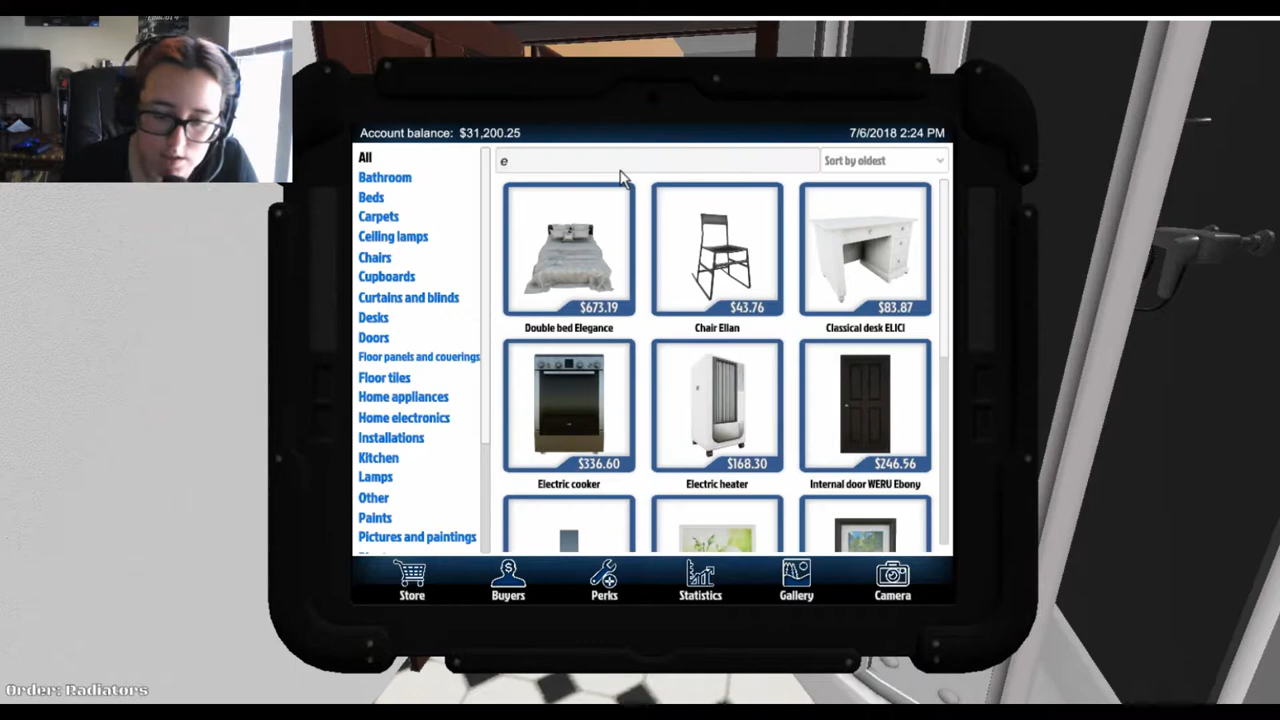 Account balance: $31,200.25
7/6/2018 2:24 PM
All
Bathroom
Beds
Carpets
Ceiling lamps
Chairs
Cupboards
Curtains and blinds
Desks
Doors
Floor panels and coverings
Floor tiles
Home appliances
Home electronics
Installations
Kitchen
Lamps
Other
Paints
Pictures and paintings
e
Sort by oldest
$673.19
$43.76
$83.87
Double bed Elegance
Chair Ellan
Classical desk ELICI
$336.60
$168.30
$246.56
Electric cooker
Electric heater
Internal door WERU Ebony
Store
Buyers
Perks
Statistics
Gallery
Camera
Order: Radiators